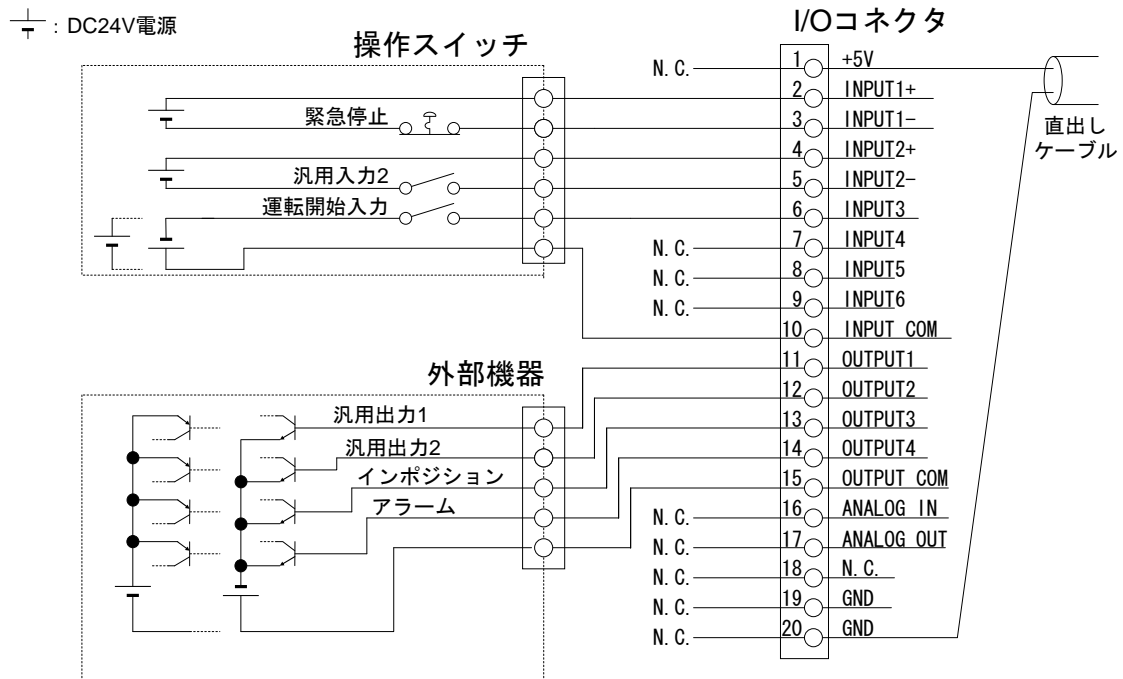 : DC24V電源
I/Oコネクタ
操作スイッチ
緊急停止
汎用入力2
運転開始入力
N.C. 1 +5V
2 INPUT1+
3 INPUT1-
4 INPUT2+
5 INPUT2-
6 INPUT3
N.C. 7 INPUT4
N.C. 8 INPUT5
N.C. 9 INPUT6
10 INPUT COM
直出し
ケーブル
外部機器
汎用出力1
汎用出力2
インポジション
アラーム
11 OUTPUT1
12 OUTPUT2
13 OUTPUT3
14 OUTPUT4
15 OUTPUT COM
N.C. 16 ANALOG IN
N.C. 17 ANALOG OUT
N.C. 18 N.C.
N.C. 19 GND
N.C. 20 GND